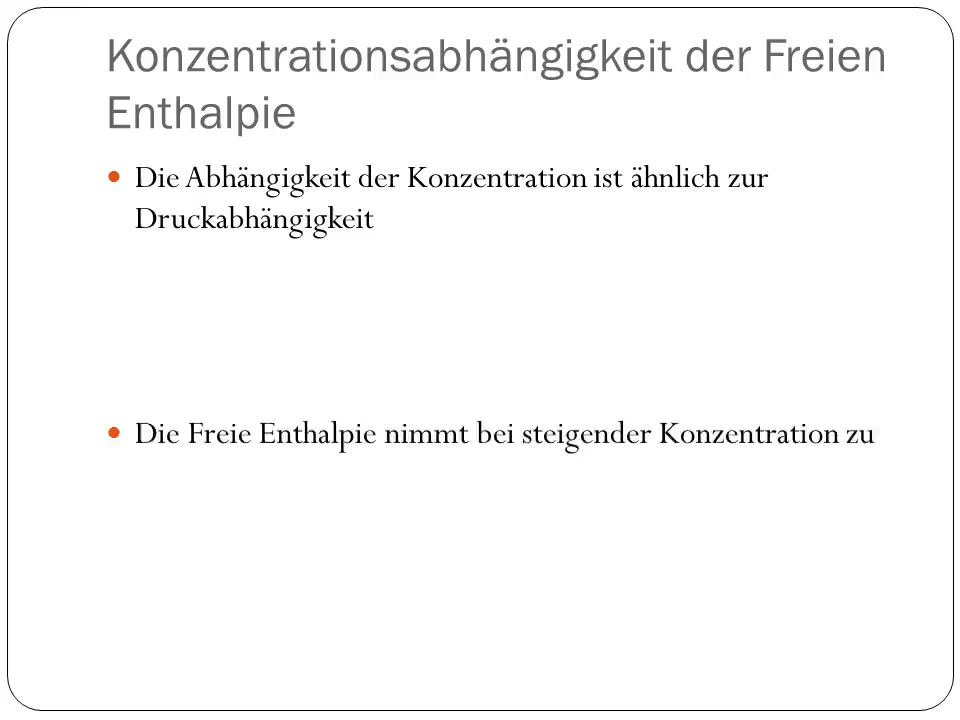 Konzentrationsabhängigkeit der Freien
Enthalpie
Die Abhängigkeit der Konzentration ist ähnlich zur
Druckabhängigkeit
Die Freie Enthalpie nimmt bei steigender Konzentration zu